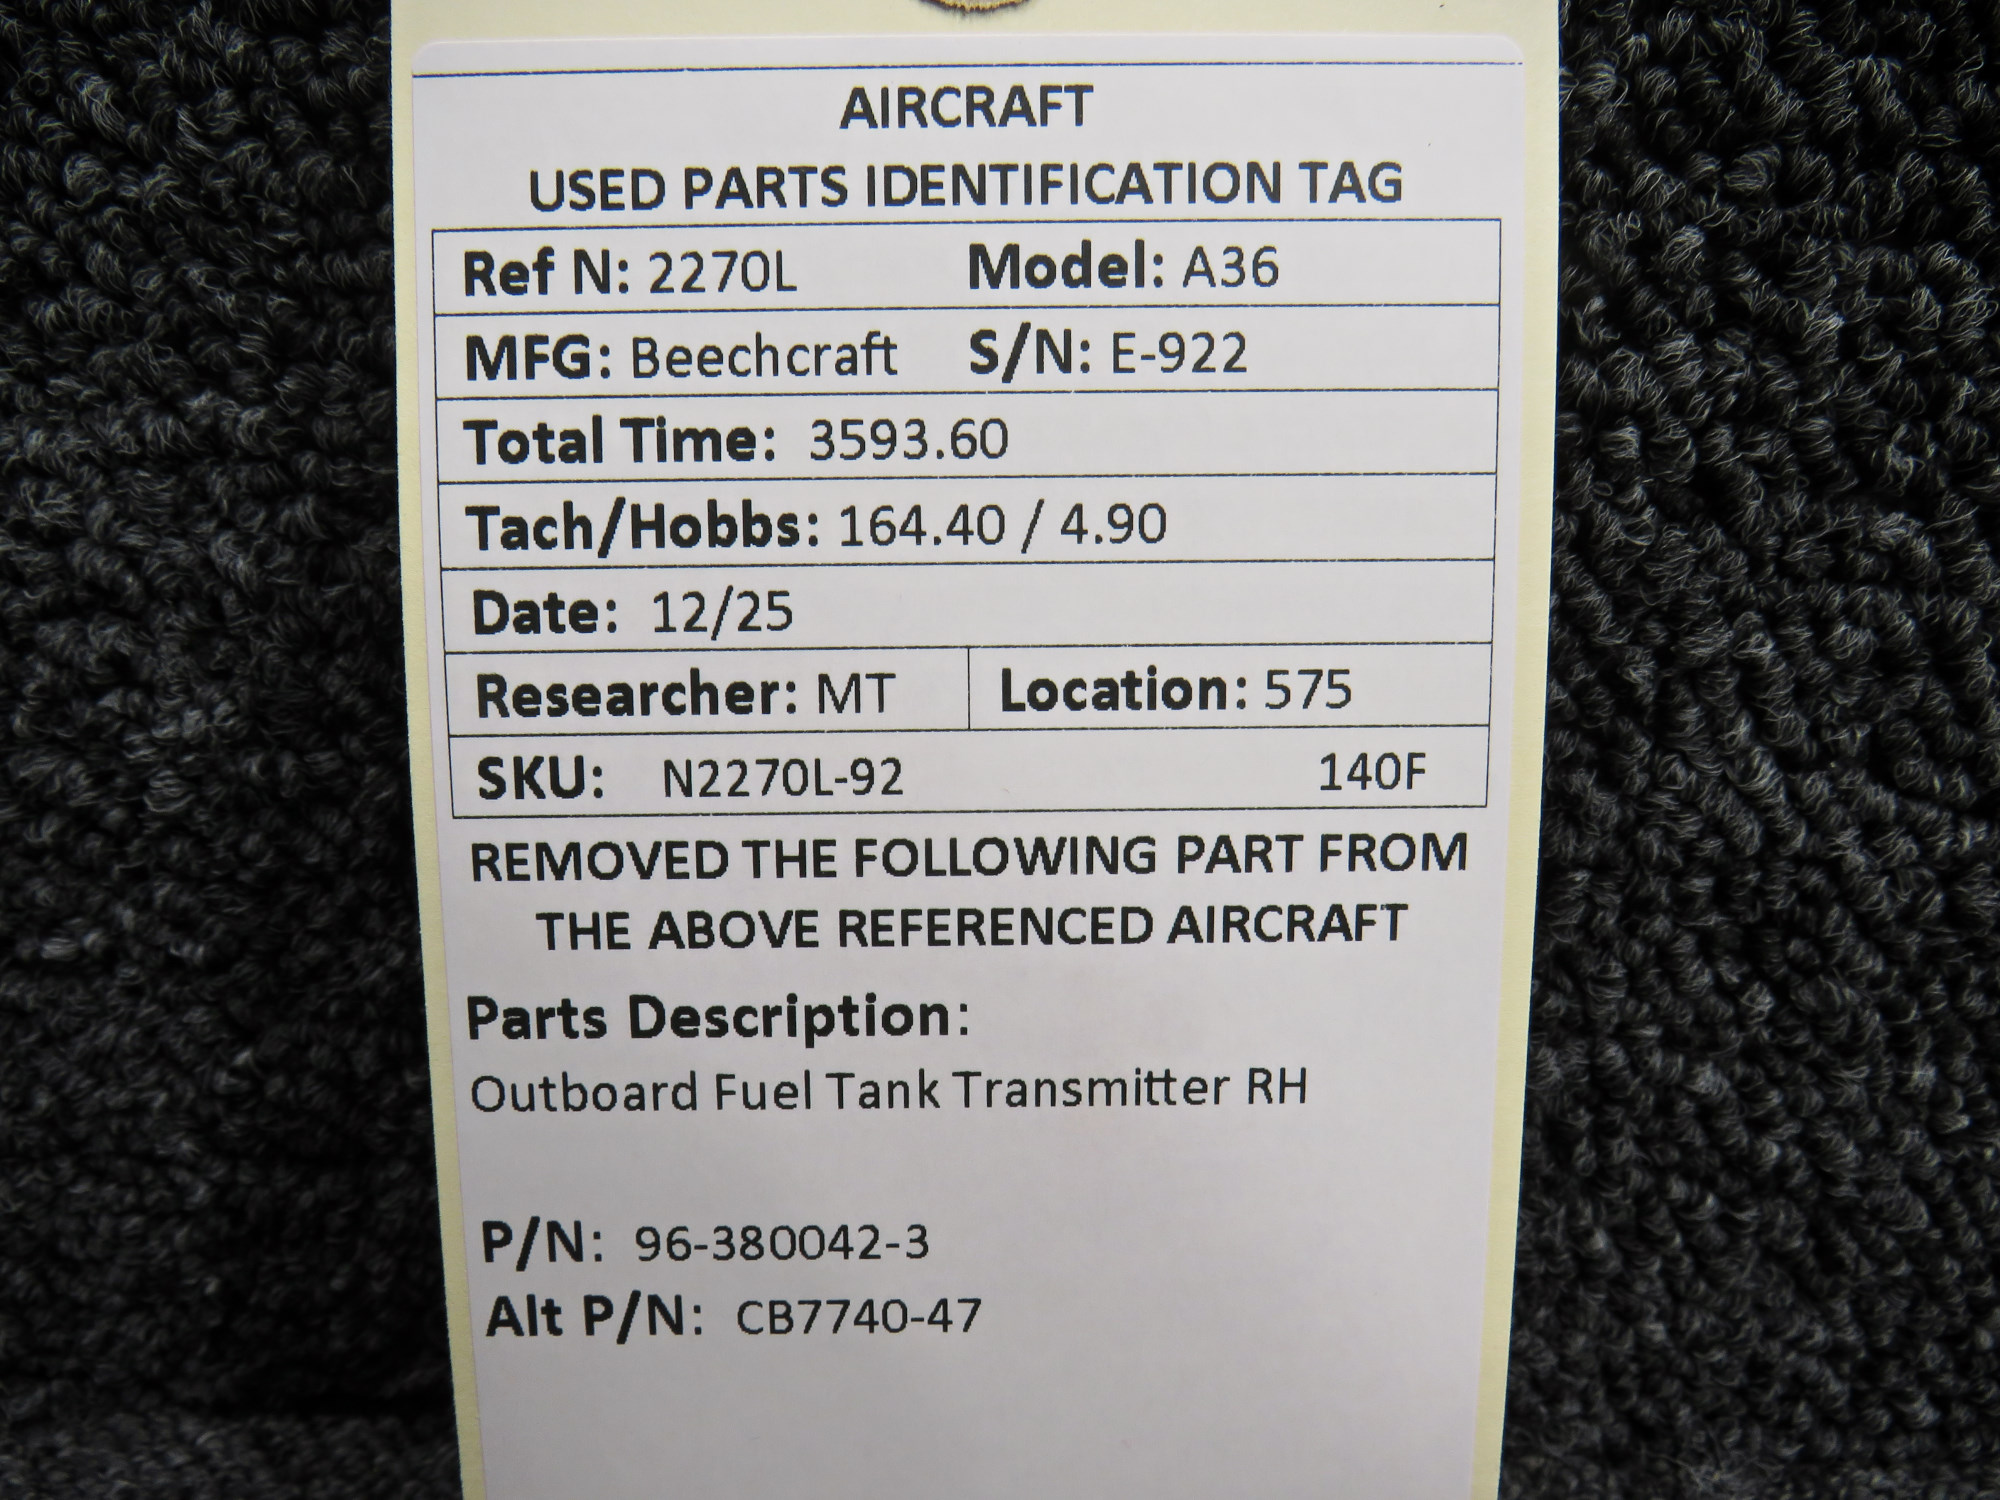 AIRCRAFT
USED PARTS IDENTIFICATION TAG
Ref N: 2270L Model: A36
MFG: Beechcraft S/N: E-922
Total Time: 3593.60
Tach/Hobbs: 164.40 / 4.90
Date: 12/25
Researcher: MT Location: 575
SKU: N2270L-92 140F
REMOVED THE FOLLOWING PART FROM
THE ABOVE REFERENCED AIRCRAFT
Parts Description:
Outboard Fuel Tank Transmitter RH
P/N: 96-380042-3
Alt P/N: CB7740-47